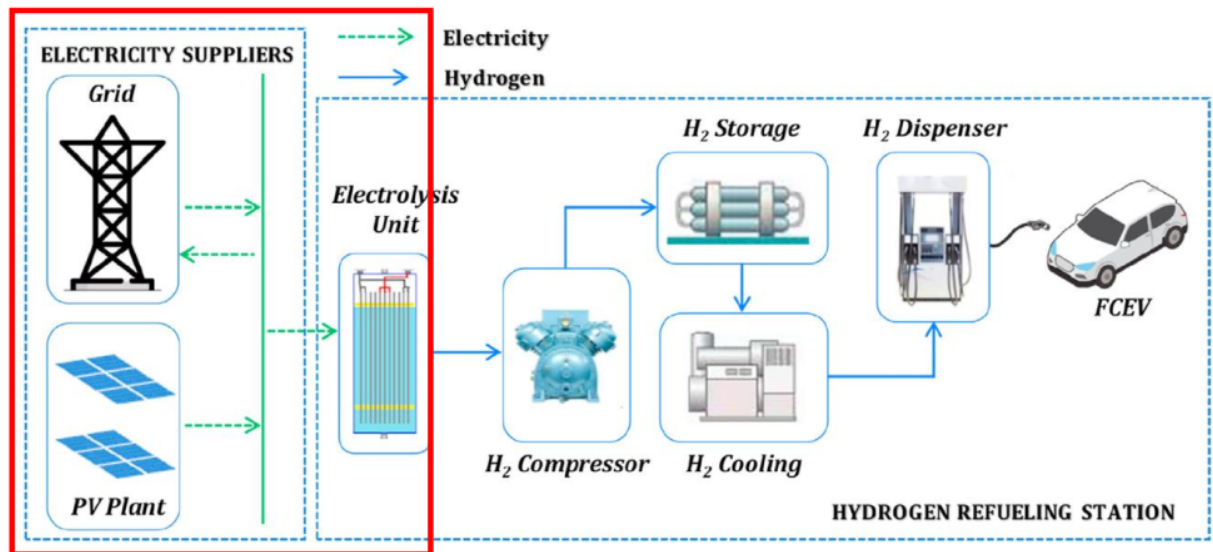 ELECTRICITY SUPPLIERS
Grid
PV Plant
Electricity
Hydrogen
Electrolysis
Unit
H₂ Compressor
H₂ Storage
H₂ Cooling
H₂ Dispenser
FCEV
HYDROGEN REFUELING STATION